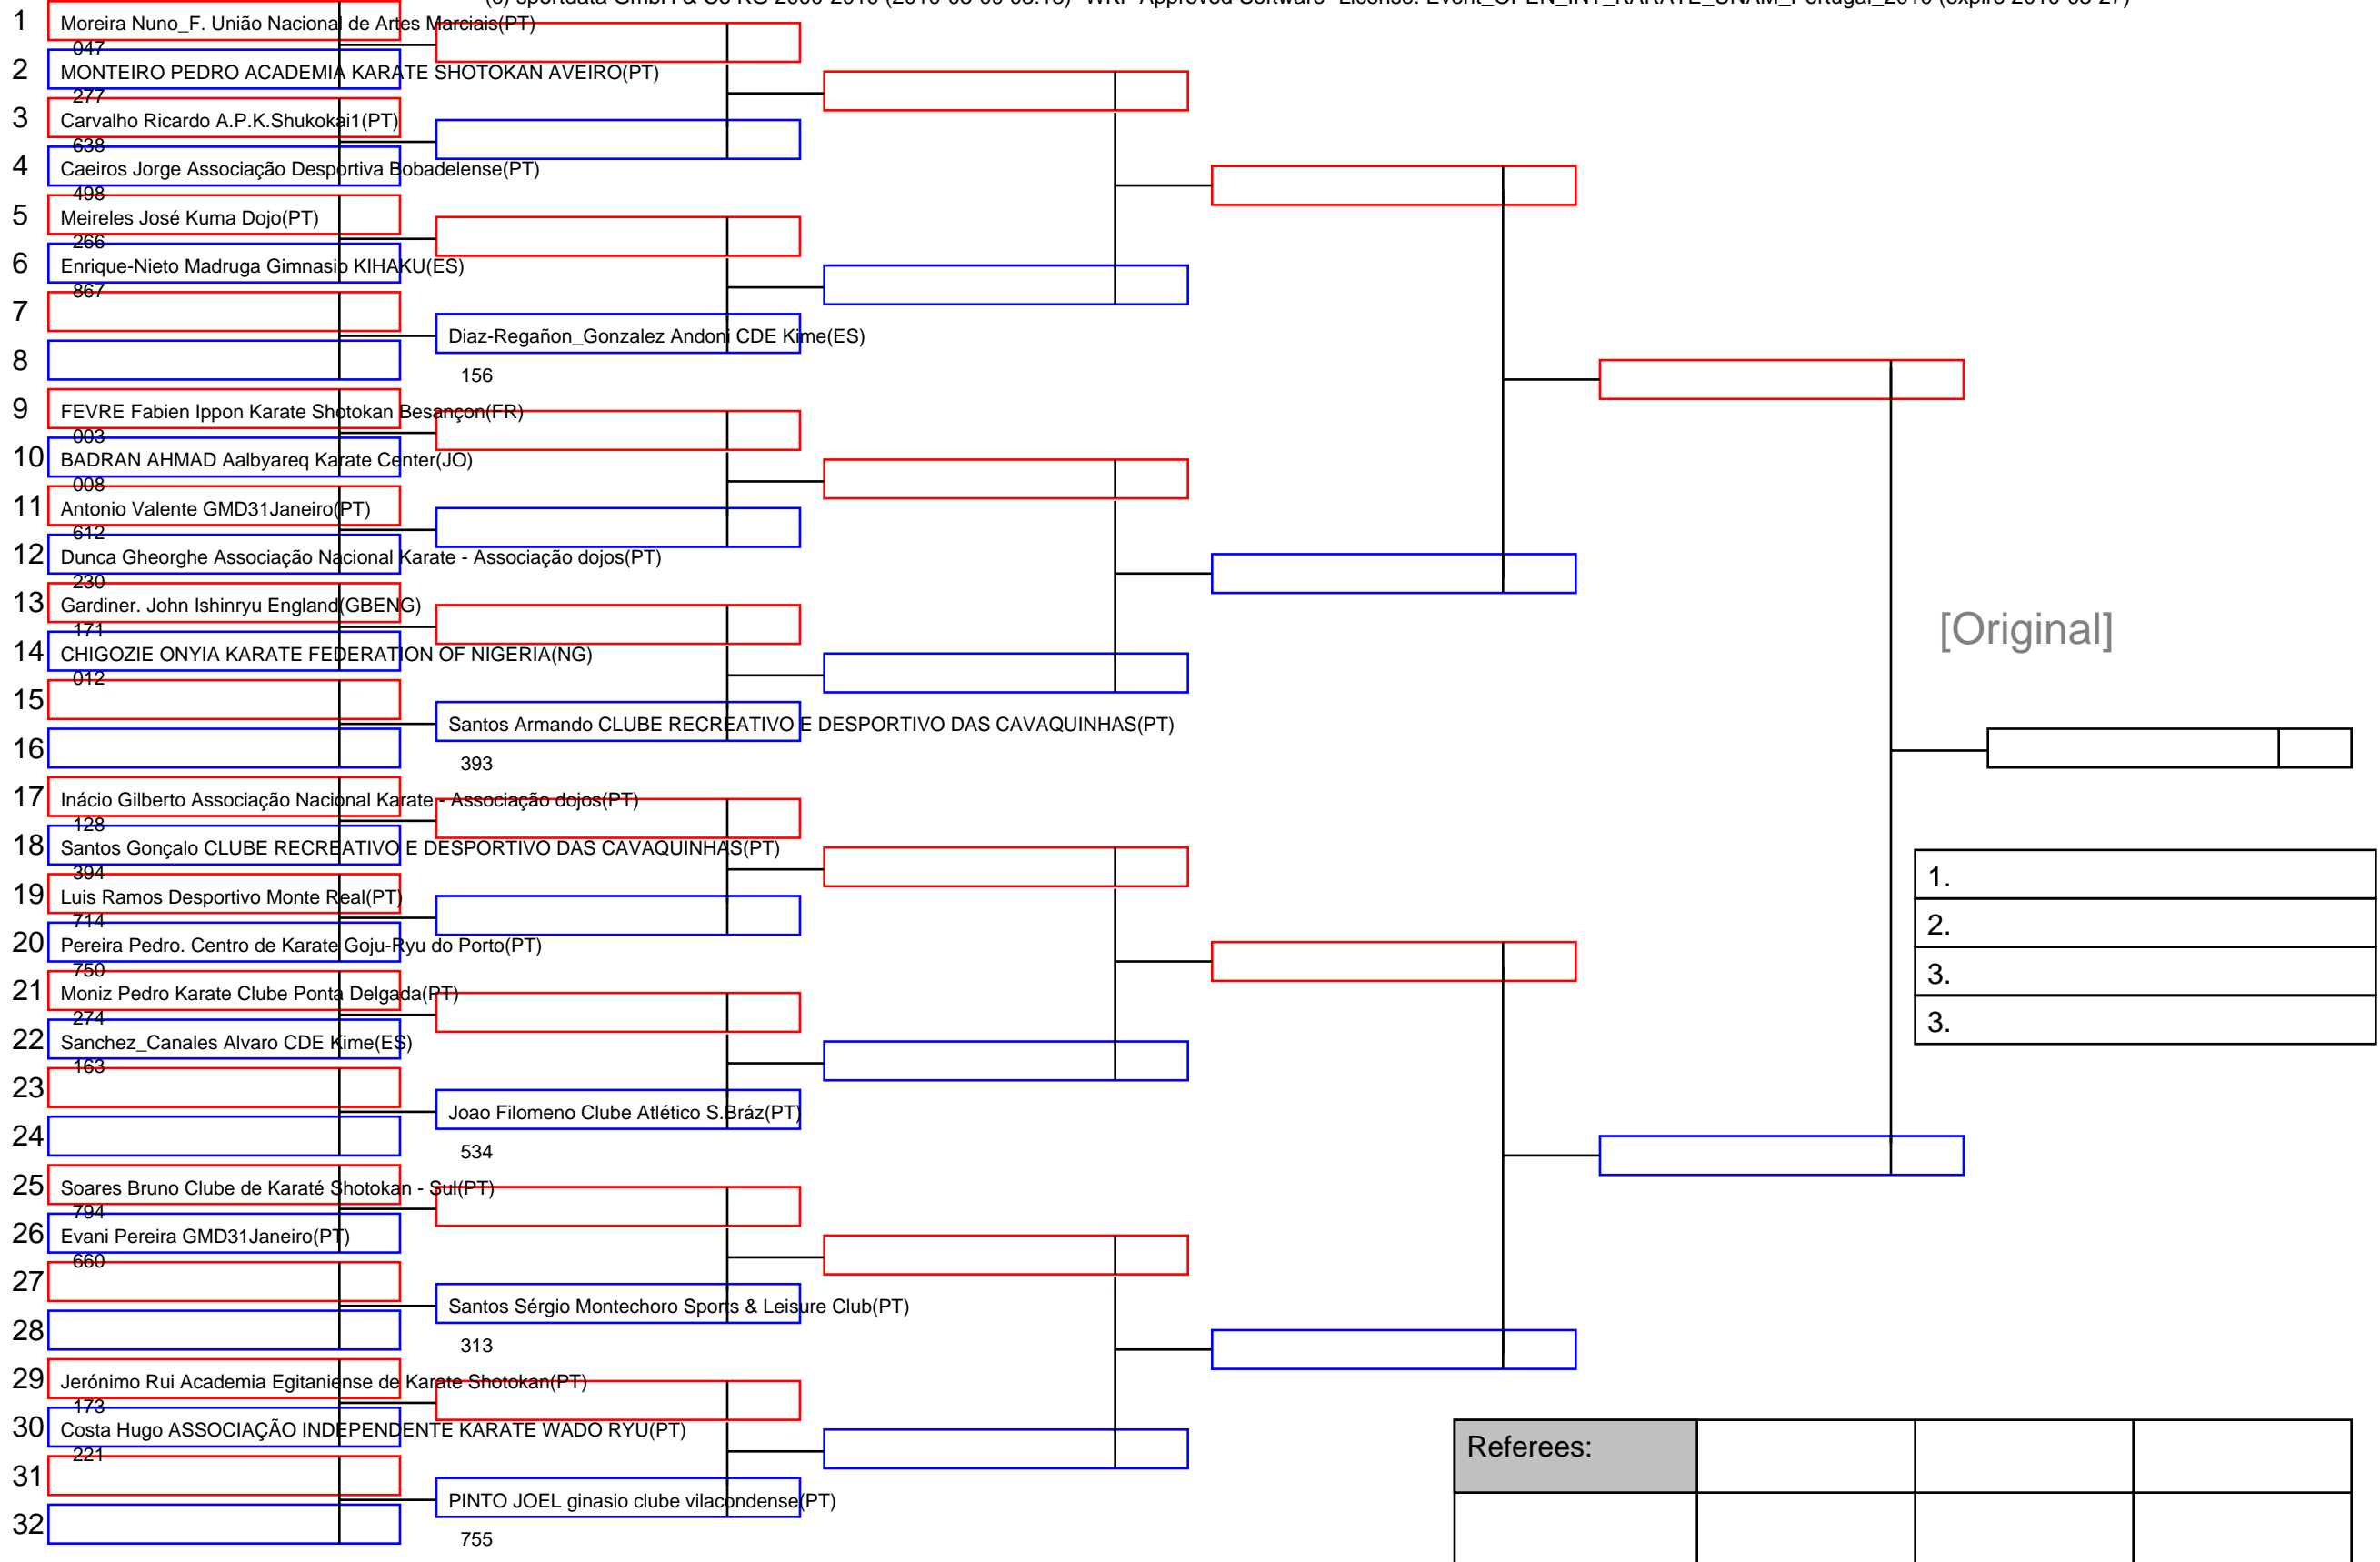 (c) sportdata GmbH & Co KG 2000-2010 -WKF Approved Software- License: Event_OPEN_INT_KARATE_UNAM_Portugal_2010
1 Moreira Nuno_F. União Nacional de Artes Marciais(PT)
047
2 MONTEIRO PEDRO ACADEMIA KARATE SHOTOKAN AVEIRO(PT)
277
3 Carvalho Ricardo A.P.K.Shukokai1(PT)
638
4 Caeiros Jorge Associação Desportiva Bobadelense(PT)
498
5 Meireles José Kuma Dojo(PT)
266
6 Enrique-Nieto Madruga Gimnasio KIHAKU(ES)
867
7
Diaz-Regañon_Gonzalez Andoni CDE Kime(ES)
8
156
9 FEVRE Fabien Ippon Karate Shotokan Besançon(FR)
003
10 BADRAN AHMAD Aalbyareq Karate Center(JO)
008
11 Antonio Valente GMD31Janeiro(PT)
612
12 Dunca Gheorghe Associação Nacional Karate - Associação dojos(PT)
230
13 Gardiner. John Ishinryu England(GBENG)
171
[Original]
14 CHIGOZIE ONYIA KARATE FEDERATION OF NIGERIA(NG)
012
15
Santos Armando CLUBE RECREATIVO E DESPORTIVO DAS CAVAQUINHAS(PT)
16
393
17 Inácio Gilberto Associação Nacional Karate - Associação dojos(PT)
128
18 Santos Gonçalo CLUBE RECREATIVO E DESPORTIVO DAS CAVAQUINHAS(PT)
394
19 Luis Ramos Desportivo Monte Real(PT)
714
20 Pereira Pedro. Centro de Karate Goju-Ryu do Porto(PT)
750
21 Moniz Pedro Karate Clube Ponta Delgada(PT)
274
22 Sanchez_Canales Alvaro CDE Kime(ES)
163
23
Joao Filomeno Clube Atlético S.Bráz(PT)
24
534
25 Soares Bruno Clube de Karaté Shotokan - Sul(PT)
794
26 Evani Pereira GMD31Janeiro(PT)
660
27
Santos Sérgio Montechoro Sports & Leisure Club(PT)
28
313
29 Jerónimo Rui Academia Egitaniense de Karate Shotokan(PT)
173
30 Costa Hugo ASSOCIAÇÃO INDEPENDENTE KARATE WADO RYU(PT)
221
31
PINTO JOEL ginasio clube vilacondense(PT)
32
755
1.
2.
3.
3.
Referees: